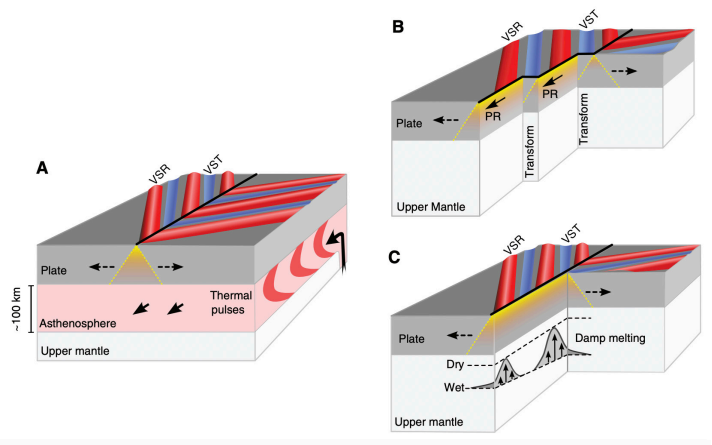 A
VSR
VST
Plate
~100 km
Thermal
pulses
Asthenosphere
Upper mantle
B
VSR
VST
PR
PR
Plate
Transform
Transform
Upper Mantle
C
VSR
VST
Plate
Damp melting
Dry
Wet
Upper mantle